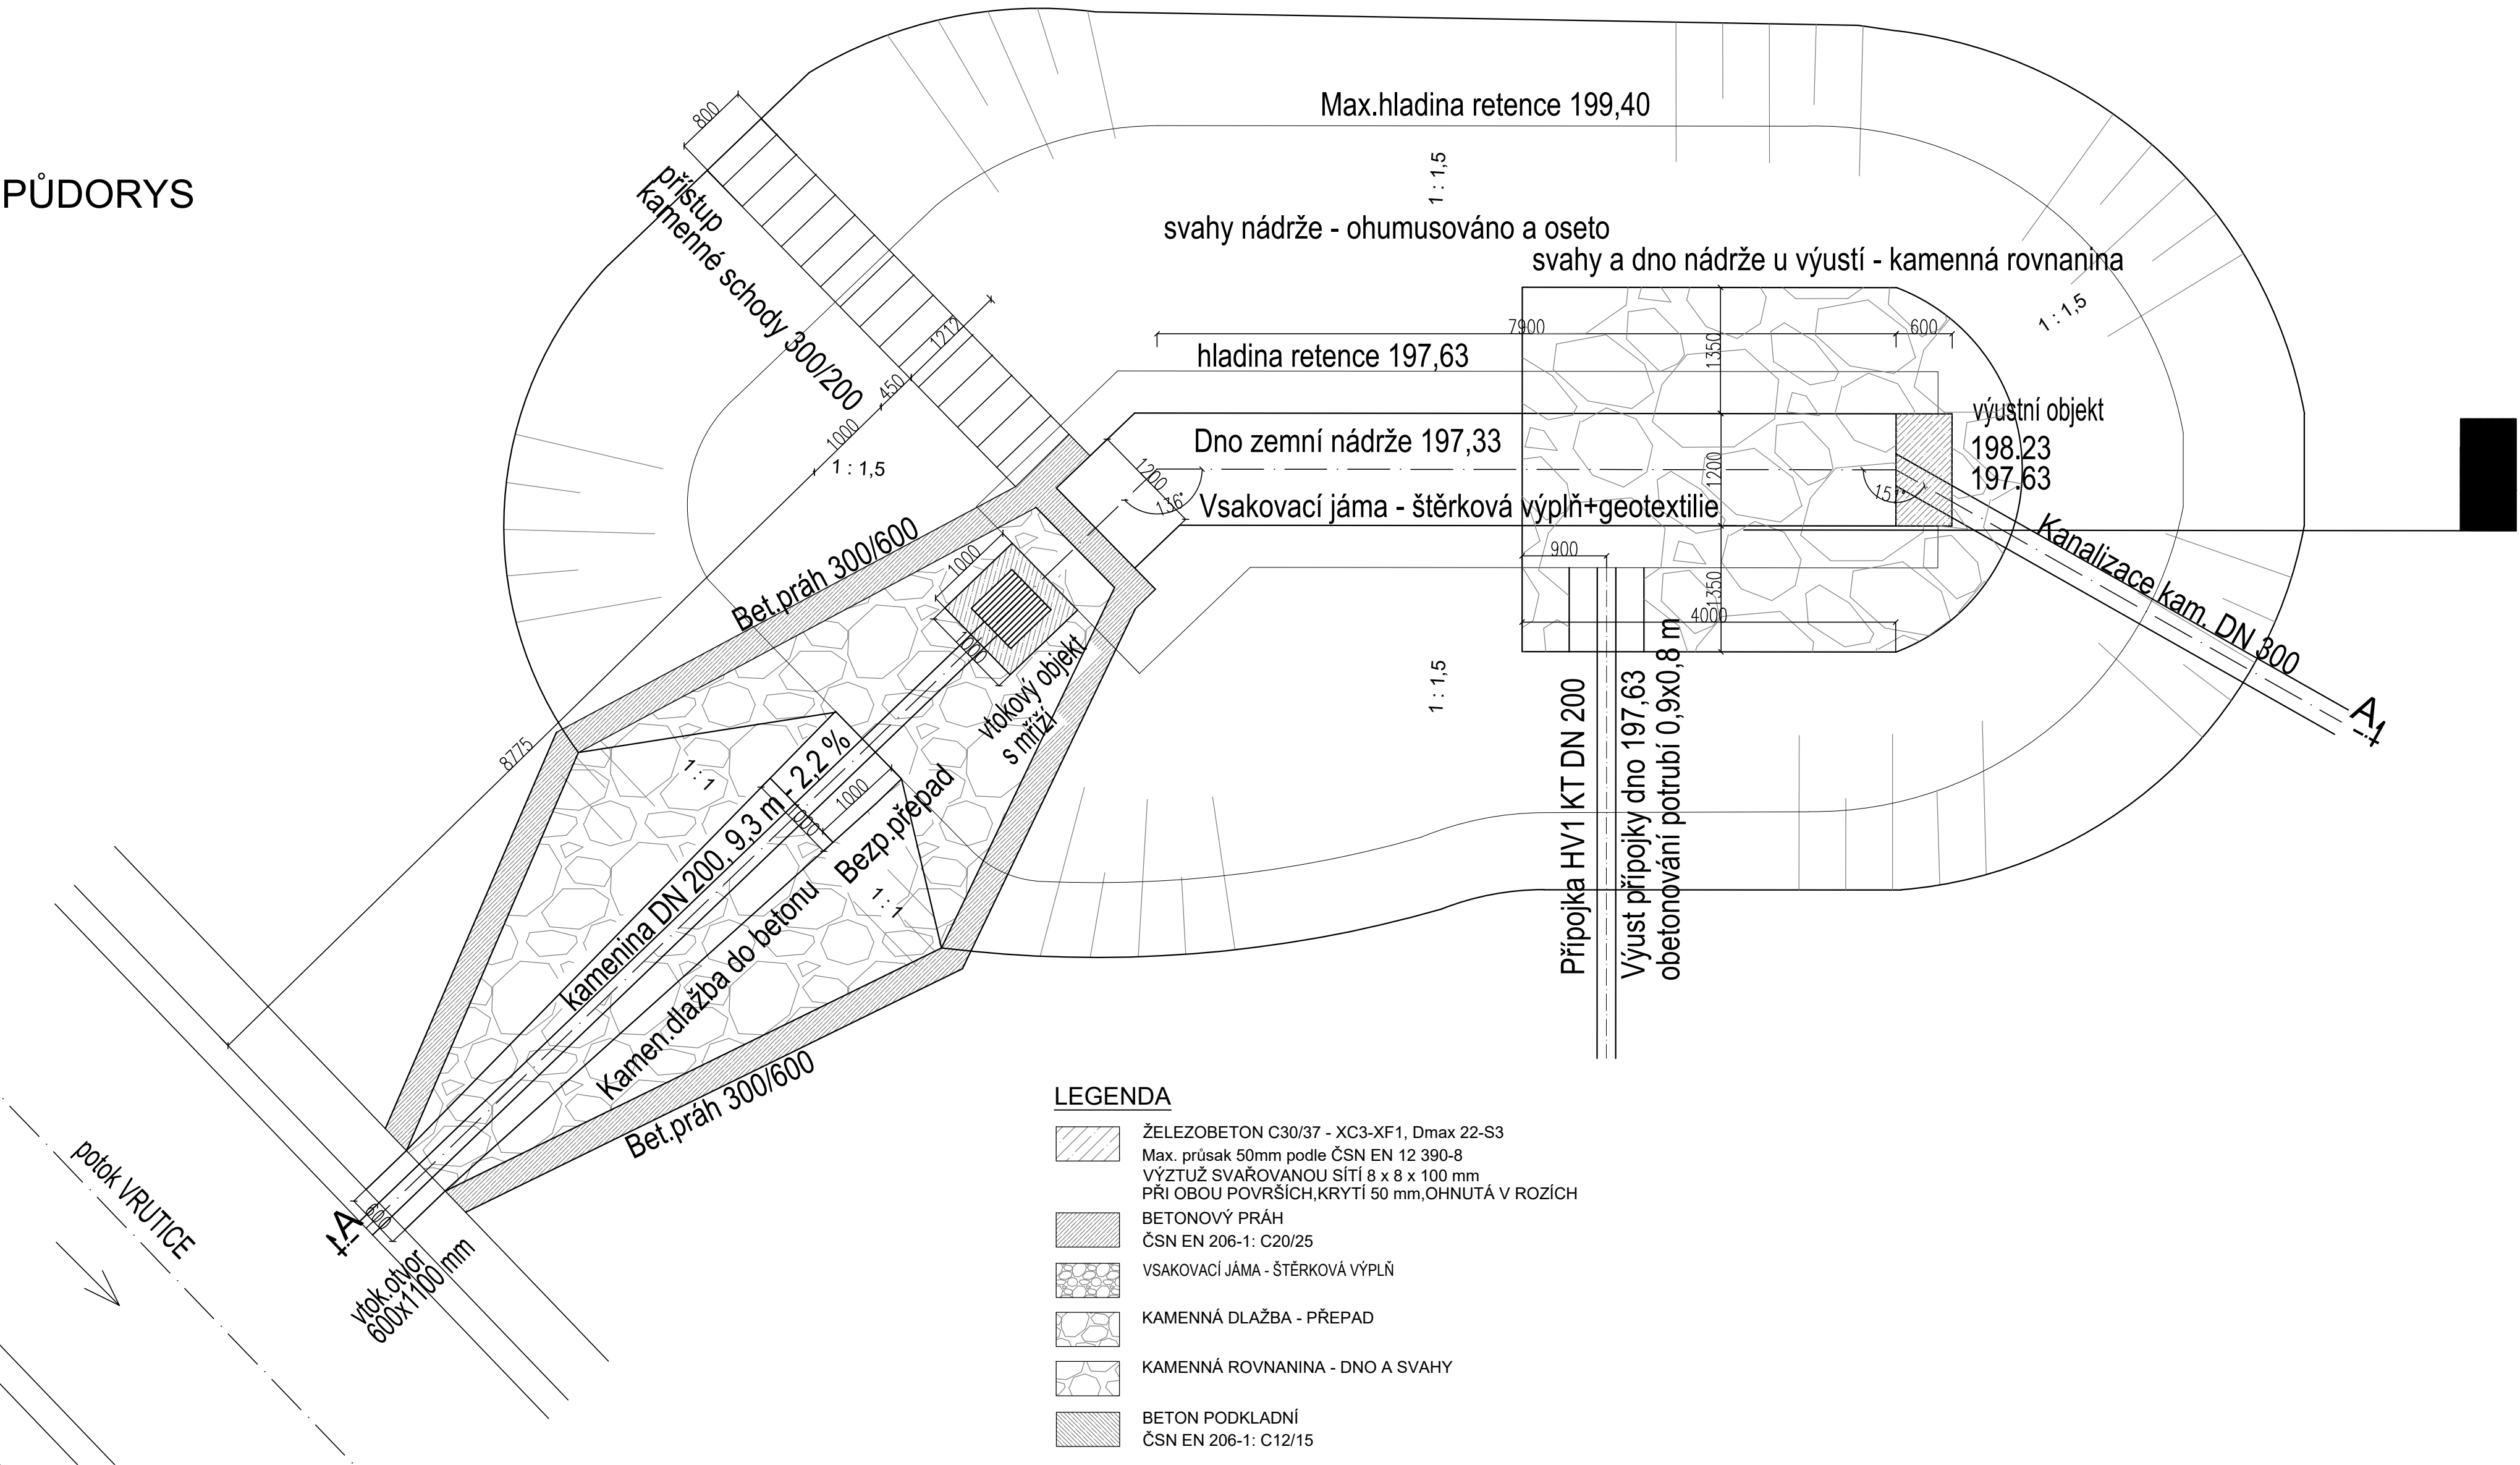 PŮDORYS
800
přístup
kamenné schody 300/200
1212
450
1000
1 : 1,5
8775
Max.hladina retence 199,40
1 : 1,5
svahy nádrže - ohumusováno a oseto
svahy a dno nádrže u výustí - kamenná rovnanina
1 : 1,5
7900
600
1350
hladina retence 197,63
výustní objekt
198.23
197.63
Dno zemní nádrže 197,33
1200
136°
1200
151°
Vsakovací jáma - štěrková výplň+geotextilie
900
1350
4000
Kanalizace kam. DN 300
A
1
Bet.práh 300/600
1000
1000
vtokový objekt
s mříží
1 : 1,5
1 : 1
kamenina DN 200, 9,3 m - 2,2 %
1000
1000
Bezp.přepad
1 : 1
Kamen.dlažba do betonu
Bet.práh 300/600
Přípojka HV1 KT DN 200
Výust přípojky dno 197,63
obetonování potrubí 0,9x0,8 m
potok VRUTICE
1
A
600
vtok.otvor
600x1100 mm
LEGENDA
ŽELEZOBETON C30/37 - XC3-XF1, Dmax 22-S3
Max. průsak 50mm podle ČSN EN 12 390-8
VÝZTUŽ SVAŘOVANOU SÍTÍ 8 x 8 x 100 mm
PŘI OBOU POVRŠÍCH,KRYTÍ 50 mm,OHNUTÁ V ROZÍCH
BETONOVÝ PRÁH
ČSN EN 206-1: C20/25
VSAKOVACÍ JÁMA - ŠTĚRKOVÁ VÝPLŇ
KAMENNÁ DLAŽBA - PŘEPAD
KAMENNÁ ROVNANINA - DNO A SVAHY
BETON PODKLADNÍ
ČSN EN 206-1: C12/15